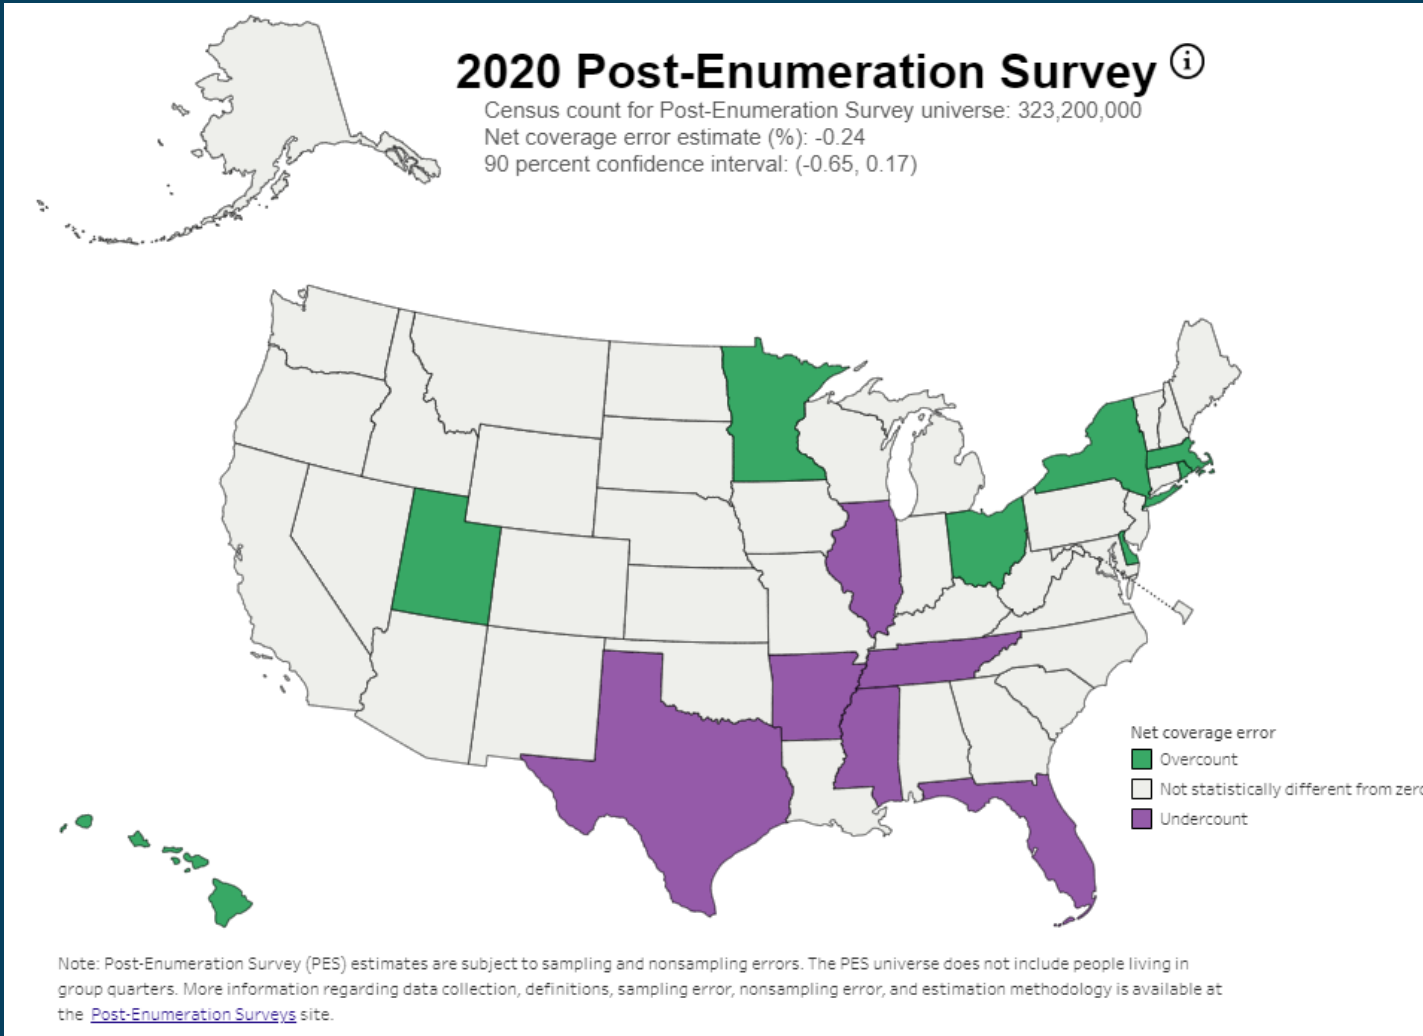 2020 Post-Enumeration Survey i
Census count for Post-Enumeration Survey universe: 323,200,000
Net coverage error estimate (%): -0.24
90 percent confidence interval: (-0.65, 0.17)
Net coverage error
Overcount
Not statistically different from zero
Undercount
Note: Post-Enumeration Survey (PES) estimates are subject to sampling and nonsampling errors. The PES universe does not include people living in
group quarters. More information regarding data collection, definitions, sampling error, nonsampling error, and estimation methodology is available at
the Post-Enumeration Surveys site.